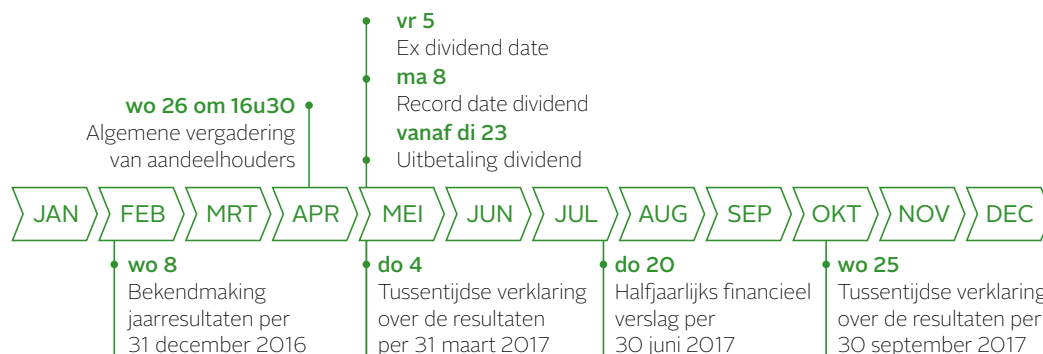 vr 5
Ex dividend date
ma 8
Record date dividend
wo 26 om 16u30
Algemene vergadering
van aandeelhouders
vanaf di 23
Uitbetaling dividend
JAN FEB MRT APR MEI JUN JUL AUG SEP OKT NOV DEC
wo 8
Bekendmaking
jaarresultaten per
31 december 2016
do 4
Tussentijdse verklaring
over de resultaten
per 31 maart 2017
do 20
Halfjaarlijks financieel
verslag per
30 juni 2017
wo 25
Tussentijdse verklaring
over de resultaten per
30 september 2017